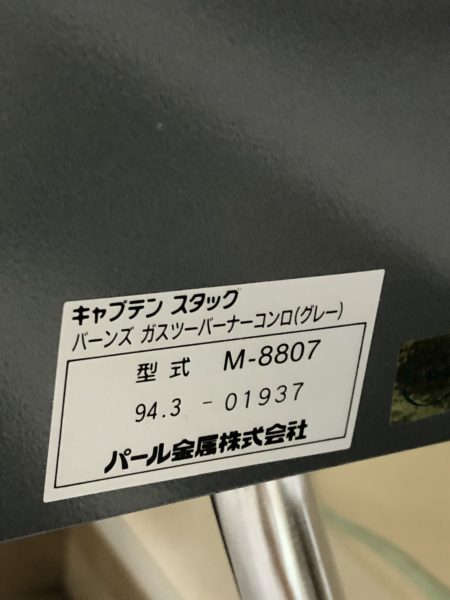 キャプテン スタッグ
バーンズ ガスツーバーナーコンロ(グレー)
型式 M-8807
94.3 - 01937
パール金属株式会社